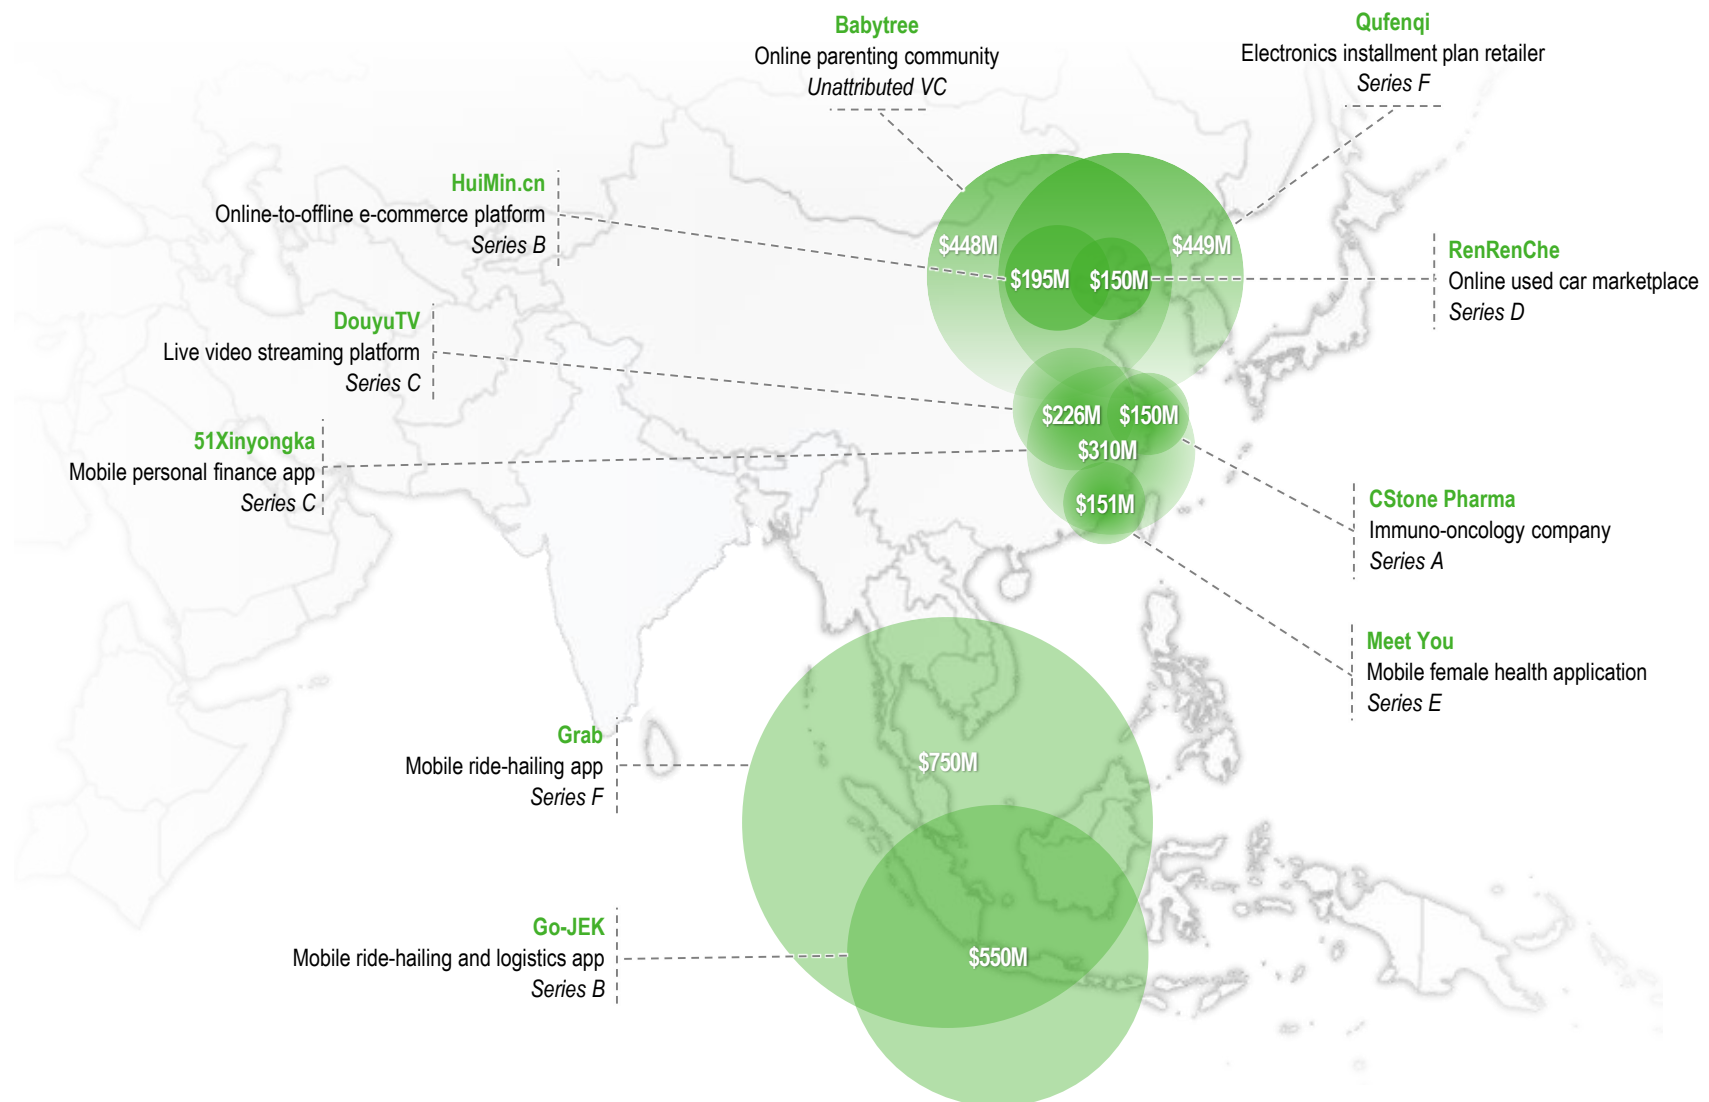 Babytree
Online parenting community
Unattributed VC
Qufenqi
Electronics installment plan retailer
Series F
HuiMin.cn
Online-to-offline e-commerce platform
Series B
$448M
$449M
$195M
$150M
RenRenChe
Online used car marketplace
Series D
DouyuTV
Live video streaming platform
Series C
$226M
$150M
$310M
$151M
51Xinyongka
Mobile personal finance app
Series C
CStone Pharma
Immuno-oncology company
Series A
Meet You
Mobile female health application
Series E
Grab
Mobile ride-hailing app
Series F
$750M
Go-JEK
Mobile ride-hailing and logistics app
Series B
$550M